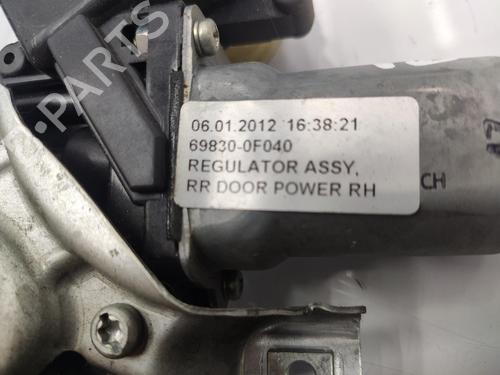 B-PARTS
06.01.2012 16:38:21
69830-0F040
REGULATOR ASSY,
RR DOOR POWER RH
CH